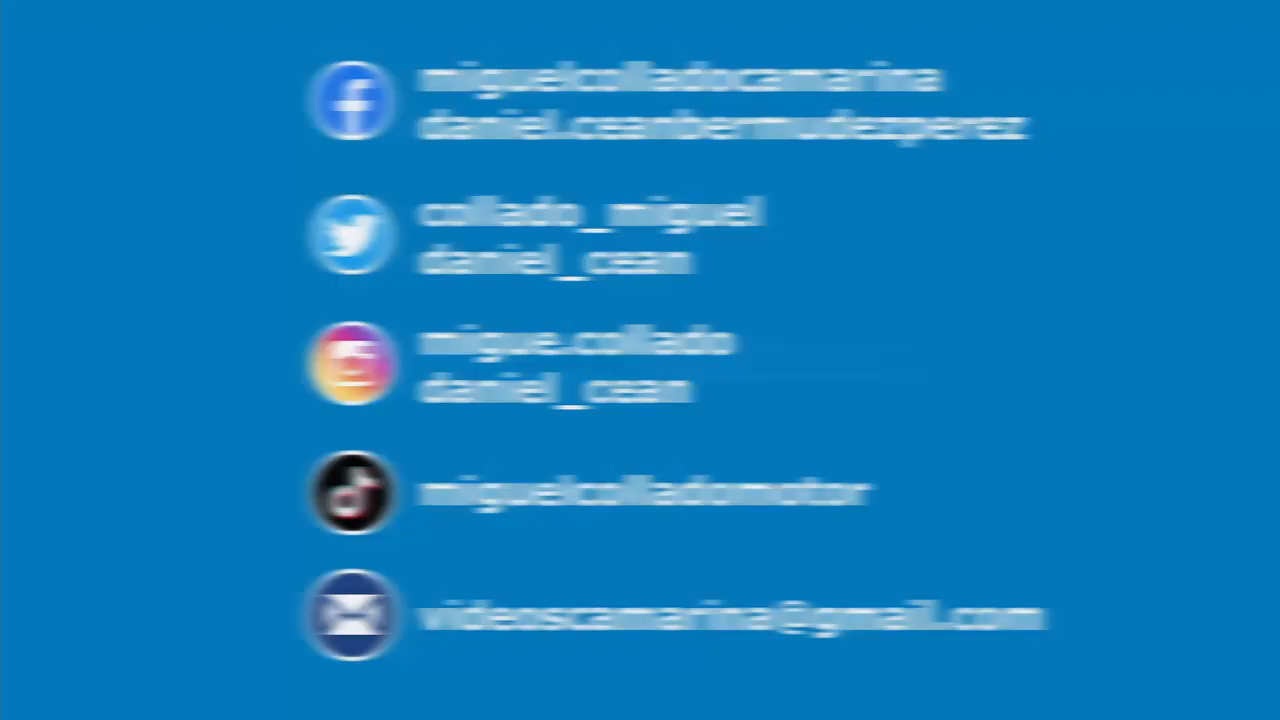 miguelcolladocamarina
daniel.ceanbermudezperez
collado_miguel
daniel_cean
migue.collado
daniel_cean
miguelcolladomotor
videoscamarina@gmail.com